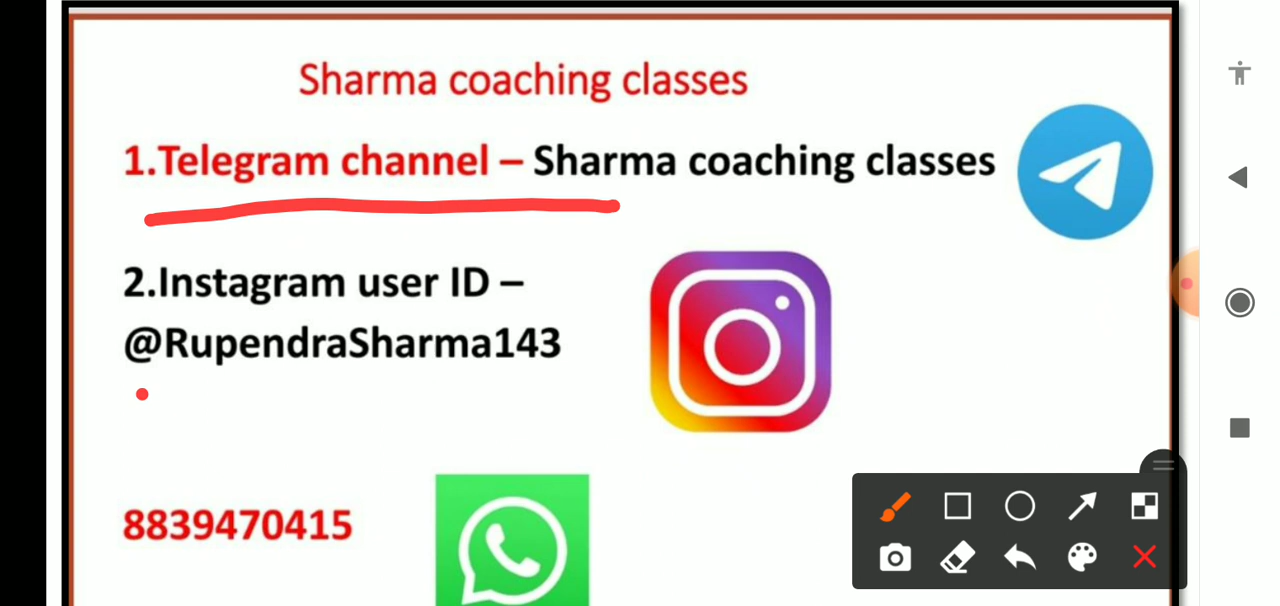 Sharma coaching classes
1.Telegram channel – Sharma coaching classes
2.Instagram user ID –
@RupendraSharma143
8839470415